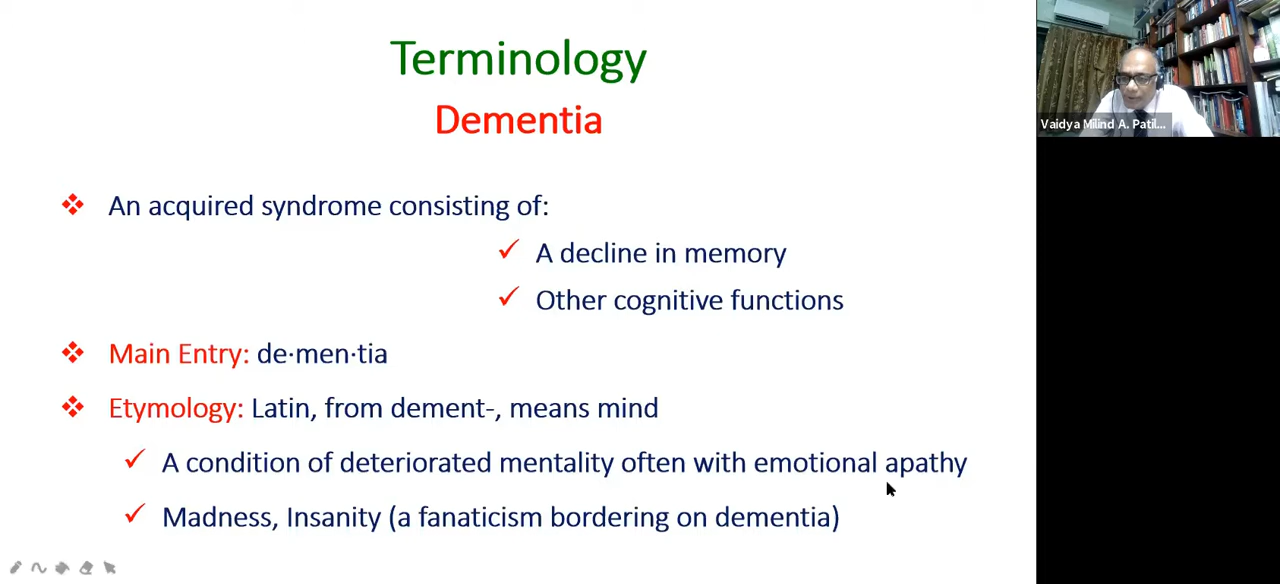 Terminology
Dementia
An acquired syndrome consisting of:
A decline in memory
Other cognitive functions
Main Entry: de·men·tia
Etymology: Latin, from dement-, means mind
A condition of deteriorated mentality often with emotional apathy
Madness, Insanity (a fanaticism bordering on dementia)
Vaidya Milind A. Patil...